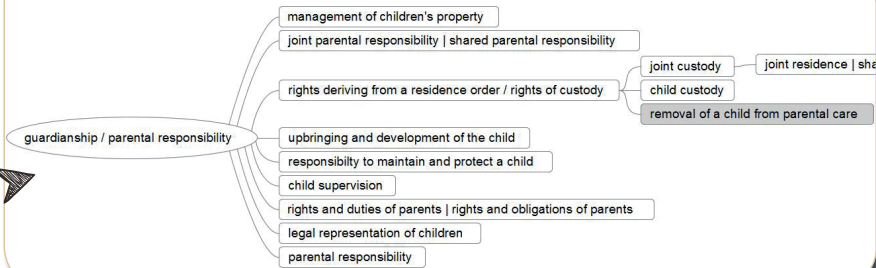 management of children's property
joint parental responsibility | shared parental responsibility
joint custody
joint residence |
rights deriving from a residence order / rights of custody
child custody
removal of a child from parental care
guardianship / parental responsibility
upbringing and development of the child
responsibilty to maintain and protect a child
child supervision
rights and duties of parents | rights and obligations of parents
legal representation of children
parental responsibility